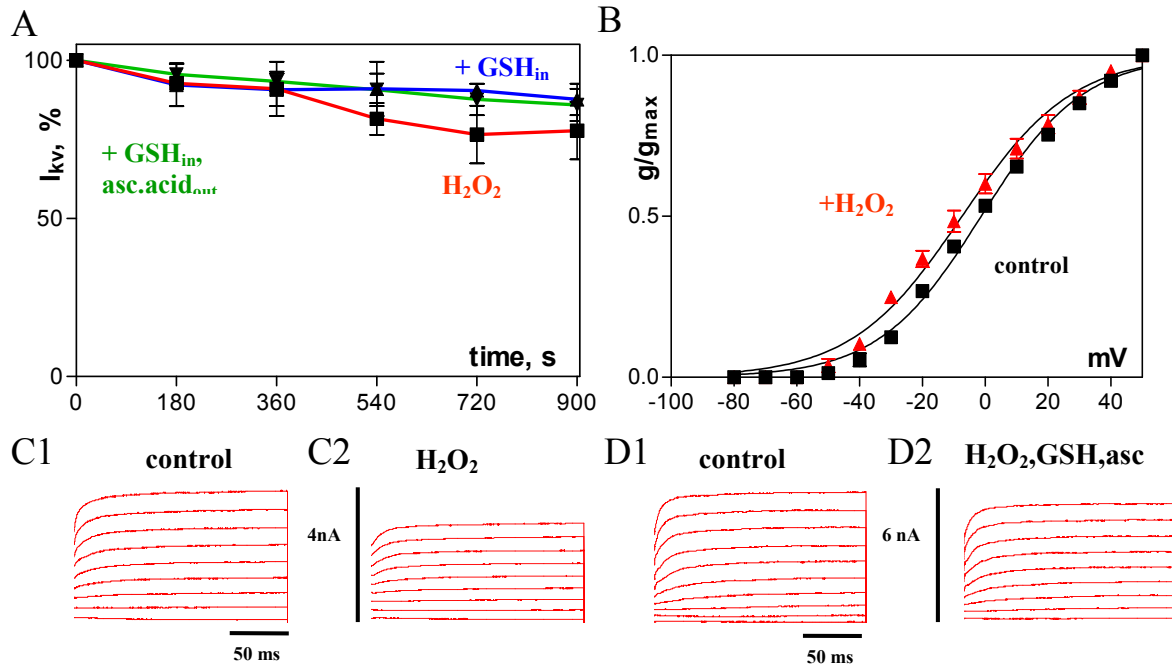 A
100
50
0
I_kv, %
+ GSH_in
+ GSH_in,
asc.acid_out
H₂O₂
time, s
0 180 360 540 720 900
B
1.0
0.5
0.0
g/g_max
+H₂O₂
control
mV
-100 -80 -60 -40 -20 0 20 40
C1 control C2 H₂O₂
4nA
50 ms
D1 control D2 H₂O₂,GSH,asc
6 nA
50 ms